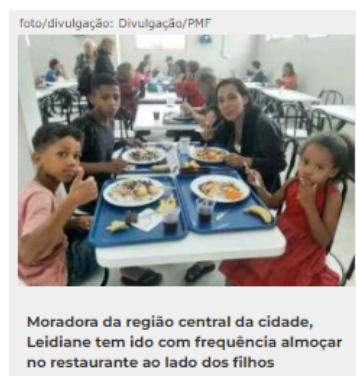 foto/divulgação: Divulgação/PMF
Moradora da região central da cidade,
Leidiane tem ido com frequência almoçar
no restaurante ao lado dos filhos